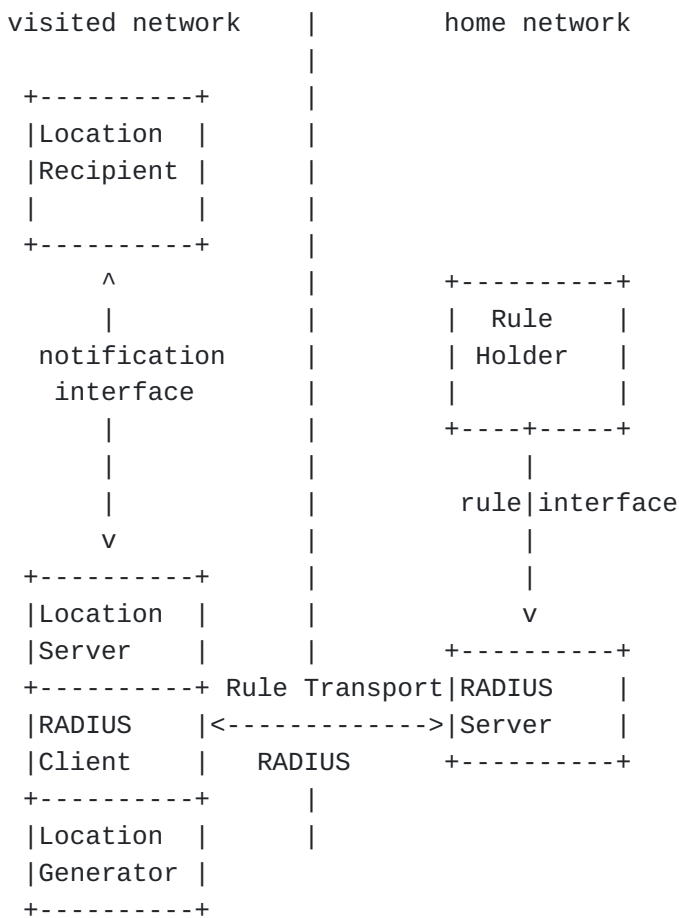 visited network    |        home network
                   |
 +----------+      |
 |Location  |      |
 |Recipient |      |
 |          |      |
 +----------+      |
      ^            |        +----------+
      |            |        |  Rule    |
  notification     |        | Holder   |
   interface       |        |          |
      |            |        +----+-----+
      |            |             |
      |            |         rule|interface
      v            |             |
 +----------+      |             |
 |Location  |      |             v
 |Server    |      |        +----------+
 +----------+ Rule Transport|RADIUS    |
 |RADIUS    |<------------->|Server    |
 |Client    |   RADIUS      +----------+
 +----------+      |
 |Location  |      |
 |Generator |
 +----------+